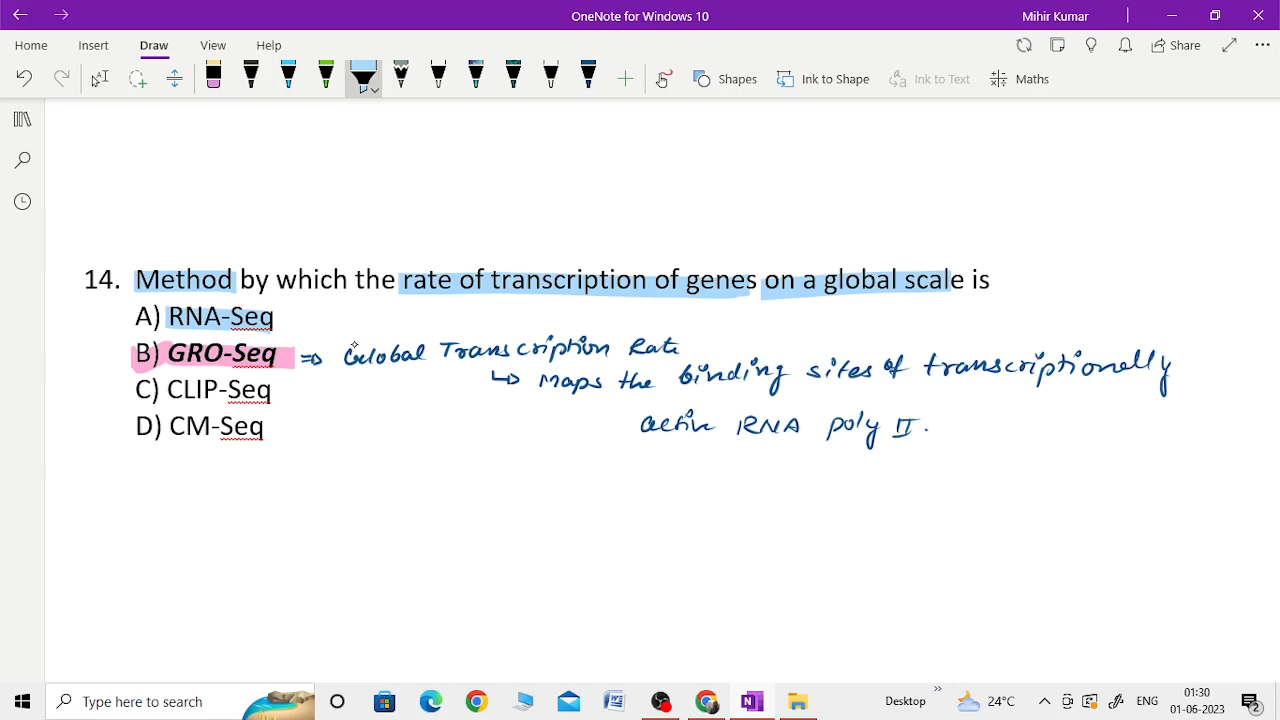 OneNote for Windows 10
Mihir Kumar
Home Insert Draw View Help
Share
Shapes Ink to Shape Ink to Text Maths
14. Method by which the rate of transcription of genes on a global scale is
A) RNA-Seq
B) GRO-Seq ⇒ Global Transcription Rate
↳ Maps the binding sites of transcriptionally
active RNA poly II.
C) CLIP-Seq
D) CM-Seq
Type here to search
Desktop
24°C
ENG
01:30
01-06-2023
2